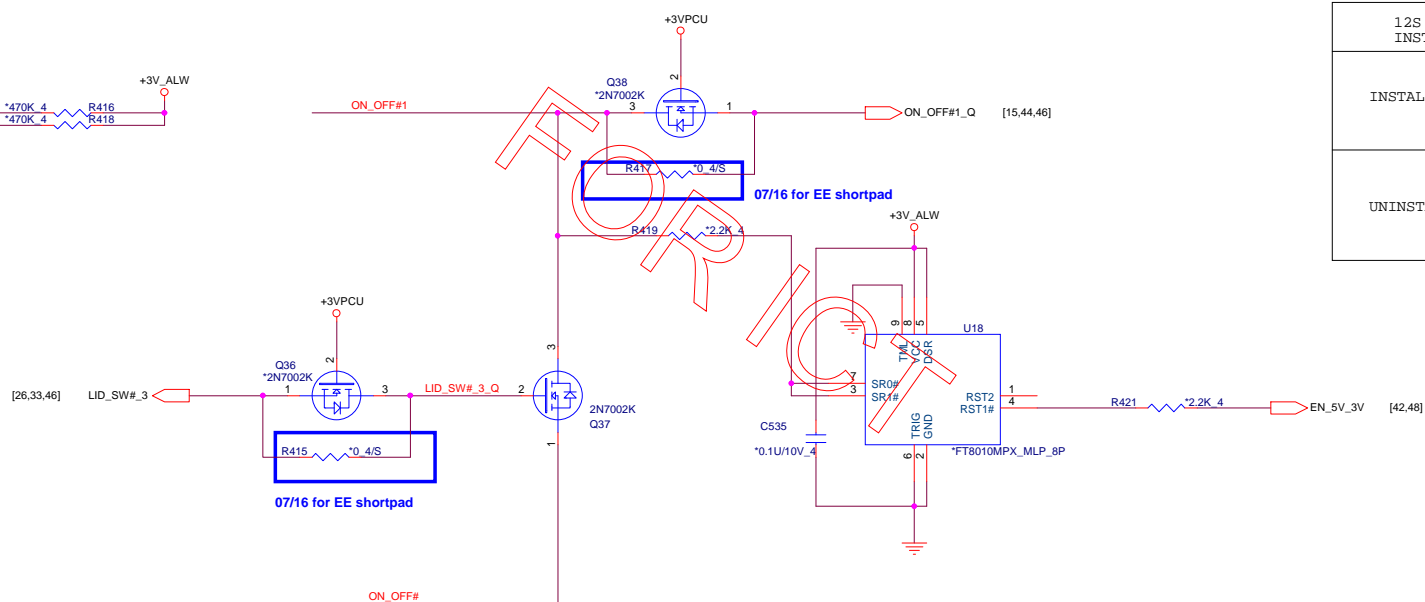 +3VPCU
12S
INST
+3V_ALW
Q38
*2N7002K
2
3
1
*470K_4 R416
*470K_4 R418
ON_OFF#1
ON_OFF#1_Q [15,44,46]
INSTAL
R417 *0_4/S
07/16 for EE shortpad
UNINST
R419 *2.2K_4
+3V_ALW
+3VPCU
9
8
5
U18
TML
VCC
DSR
Q36
*2N7002K
2
3
[26,33,46] LID_SW#_3
1
3
LID_SW#_3_Q
2
2N7002K
Q37
1
7
3
SR0#
SR1#
RST2
RST1#
1
4
R421 *2.2K_4
EN_5V_3V [42,48]
C535
*0.1U/10V_4
TRIG
GND
6
2
*FT8010MPX_MLP_8P
R415 *0_4/S
07/16 for EE shortpad
ON_OFF#
FOR ICT